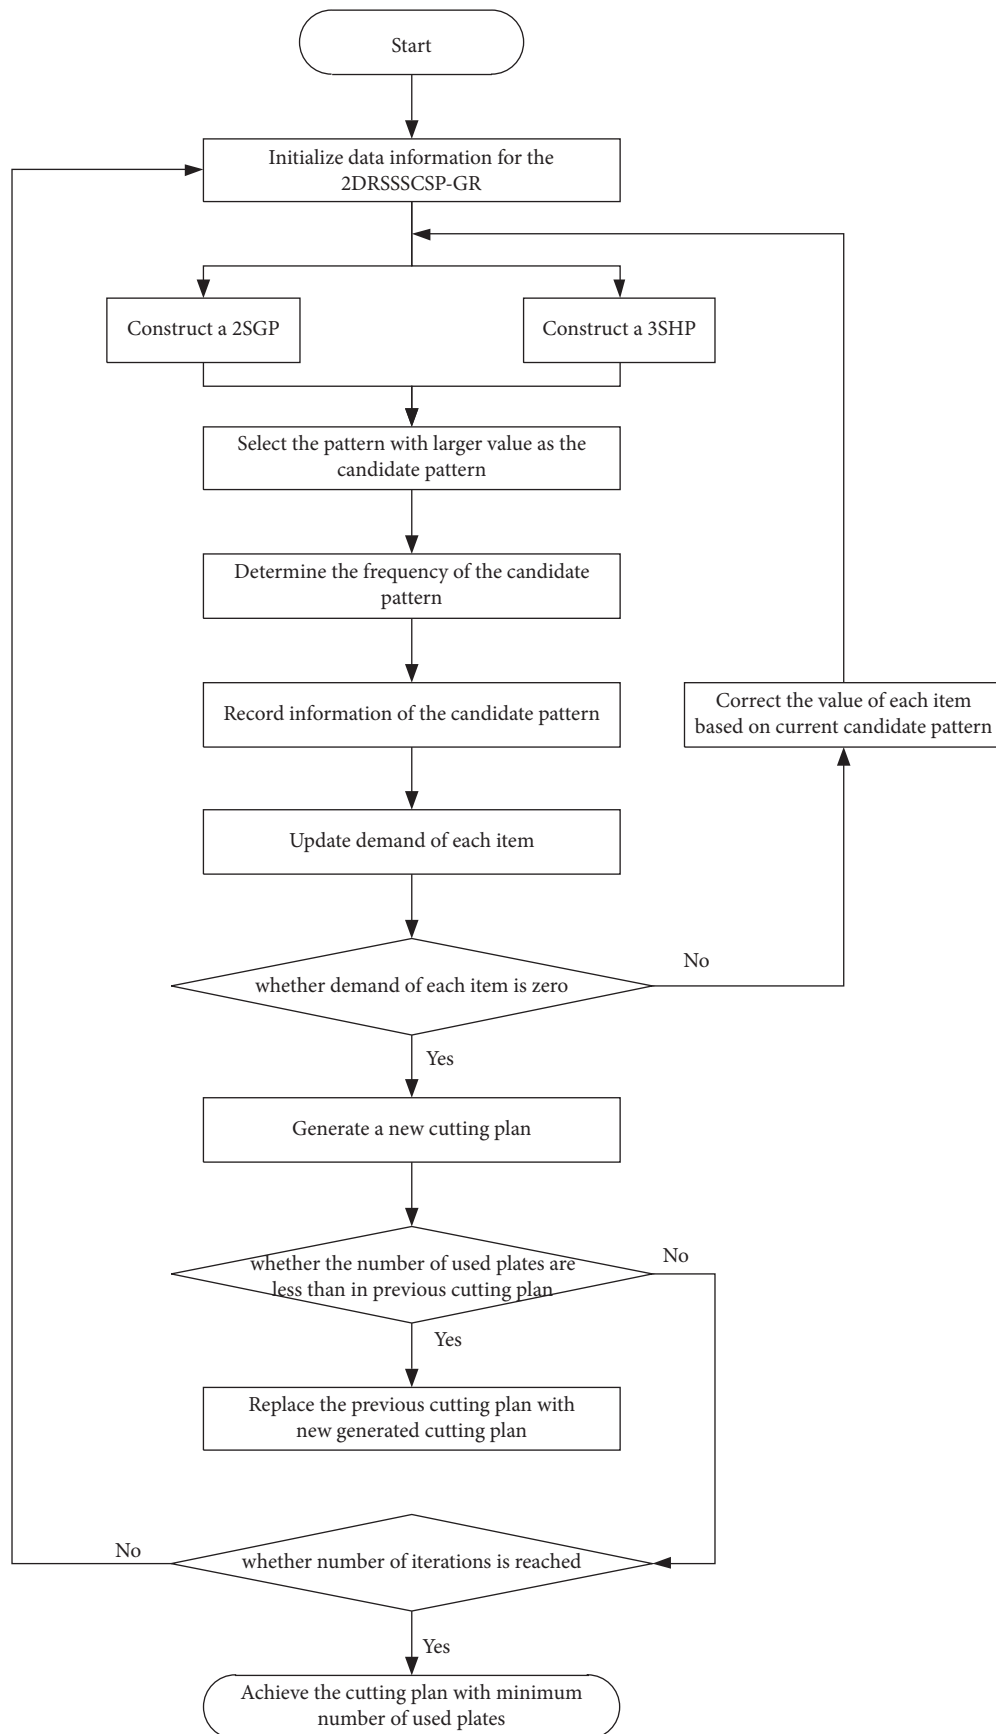 Start
Initialize data information for the
2DRSSSCSP-GR
Construct a 2SGP
Construct a 3SHP
Select the pattern with larger value as the
candidate pattern
Determine the frequency of the candidate
pattern
Record information of the candidate pattern
Correct the value of each item
based on current candidate pattern
Update demand of each item
whether demand of each item is zero
No
Yes
Generate a new cutting plan
whether the number of used plates are
less than in previous cutting plan
No
Yes
Replace the previous cutting plan with
new generated cutting plan
No
whether number of iterations is reached
Yes
Achieve the cutting plan with minimum
number of used plates